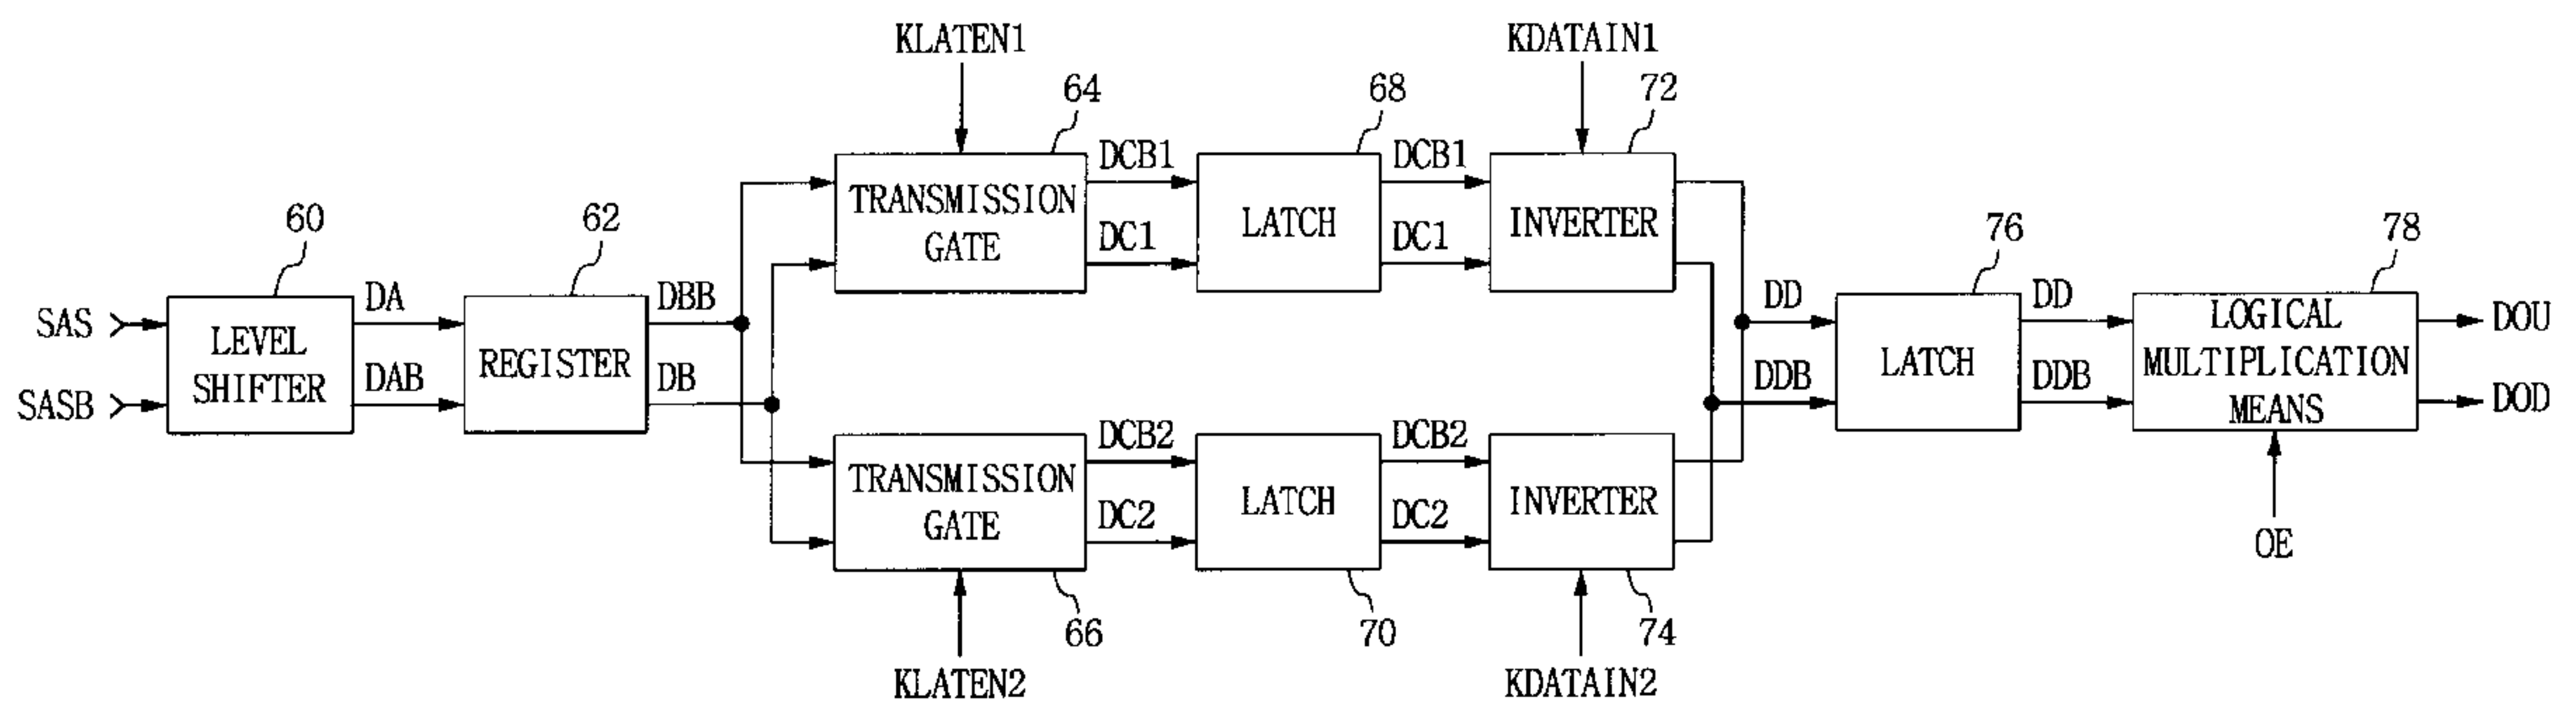 KLATEN1
KDATAIN1
64
68
72
DCB1
DCB1
TRANSMISSION
GATE
LATCH
INVERTER
DC1
DC1
60
62
76
78
SAS
SASB
LEVEL
SHIFTER
DA
DAB
REGISTER
DBB
DB
DD
DDB
LATCH
DD
DDB
LOGICAL
MULTIPLICATION
MEANS
DOU
DOD
DCB2
DCB2
TRANSMISSION
GATE
LATCH
INVERTER
DC2
DC2
OE
66
70
74
KLATEN2
KDATAIN2